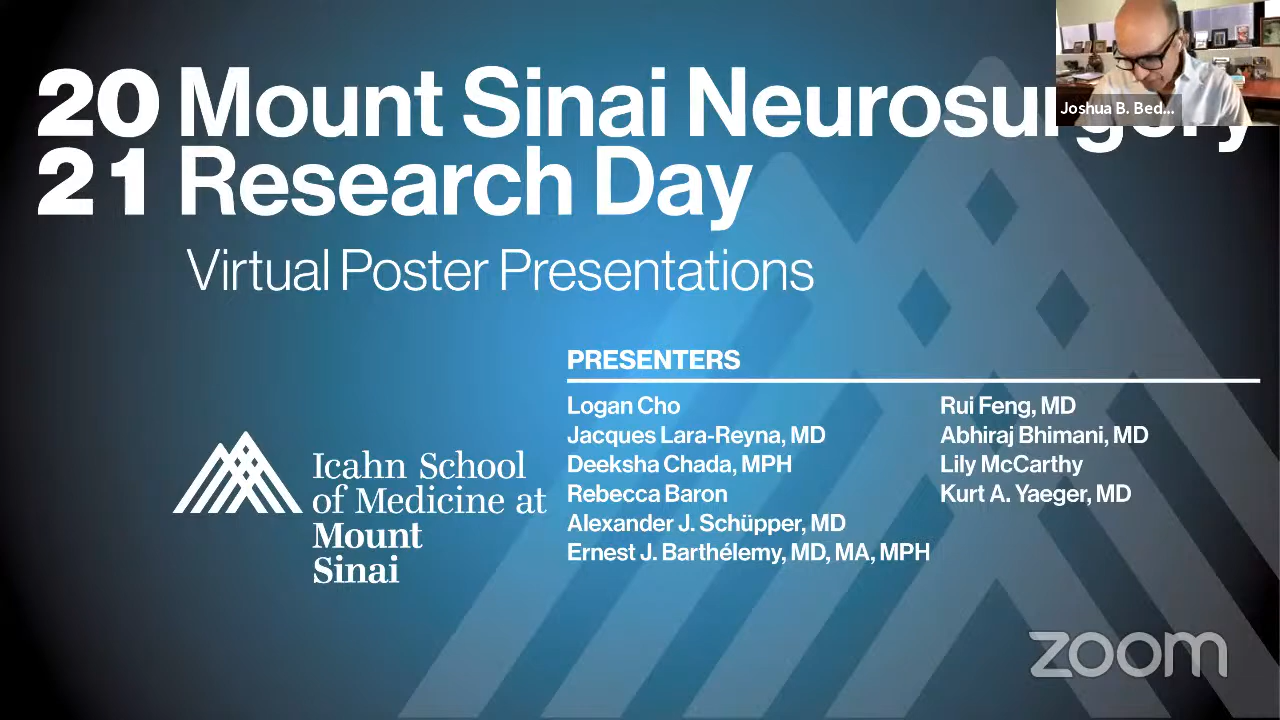 20 Mount Sinai Neurosurgery
21 Research Day
Virtual Poster Presentations
Joshua B. Bed...
PRESENTERS
Logan Cho
Jacques Lara-Reyna, MD
Deeksha Chada, MPH
Rebecca Baron
Alexander J. Schüpper, MD
Ernest J. Barthélemy, MD, MA, MPH
Rui Feng, MD
Abhiraj Bhimani, MD
Lily McCarthy
Kurt A. Yaeger, MD
Icahn School
of Medicine at
Mount
Sinai
zoom